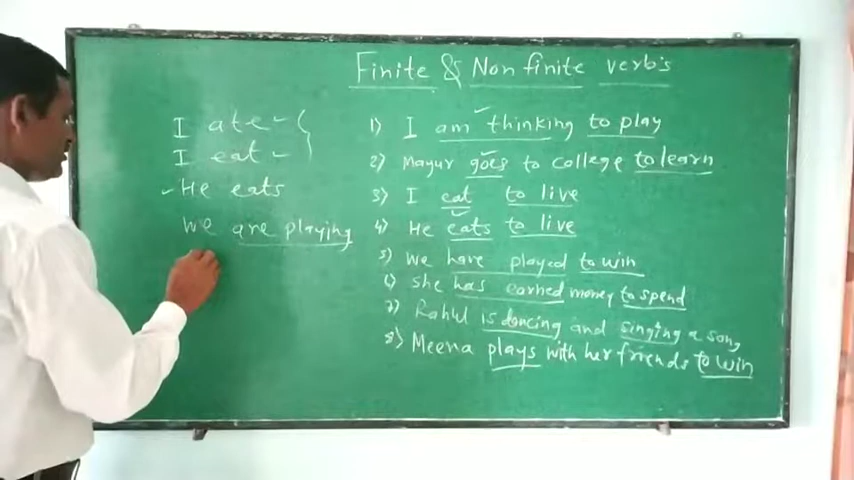 Finite & Non finite verb's
I ate
I eat
He eats
we are playing
1) I am thinking to play
2) Mayur goes to college to learn
3) I eat to live
4) He eats to live
5) we have played to win
6) she has earned money to spend
7) Rahul is dancing and singing a song
8) Meena plays with her friends to win